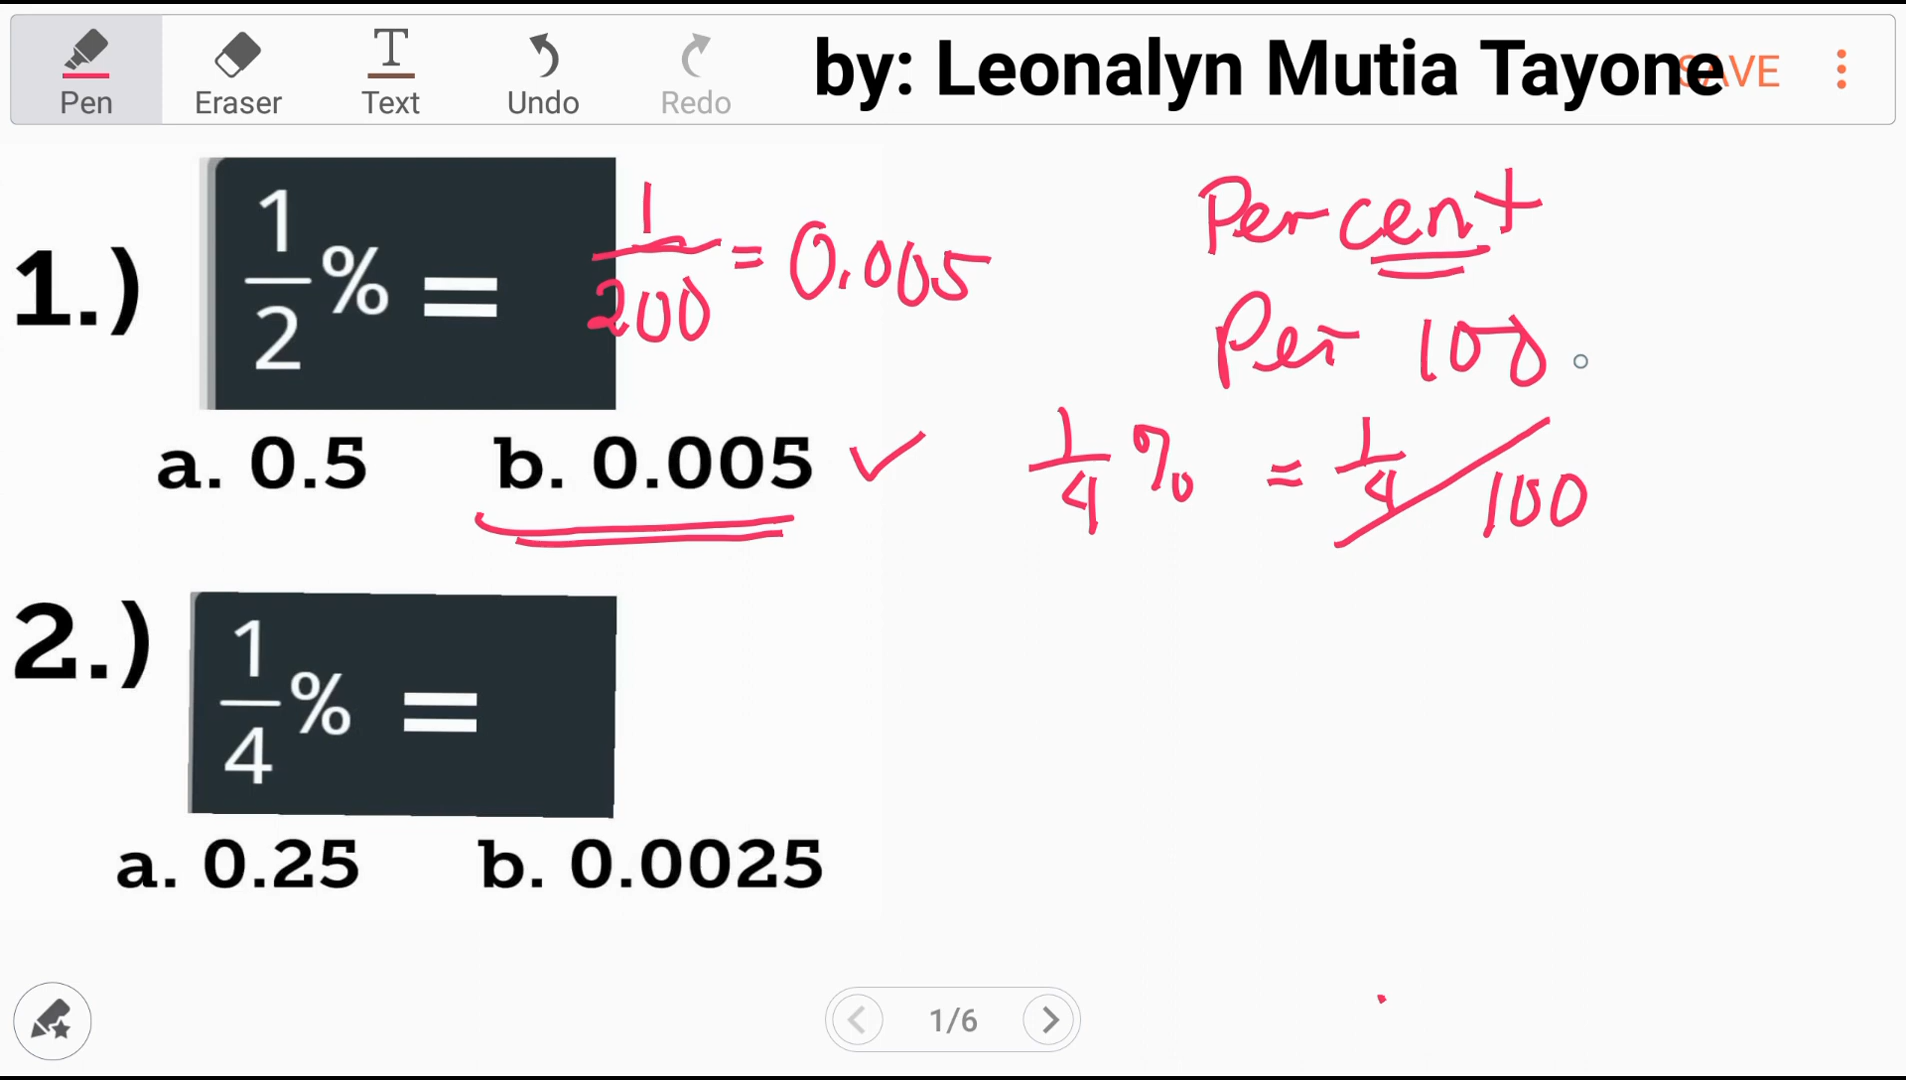 Pen Eraser Text Undo Redo by: Leonalyn Mutia Tayone
1.) 1/2 % = 1/200 = 0.005
Percent
Per 100
a. 0.5 b. 0.005 ✓
1/4 % = 1/4 / 100
2.) 1/4 % =
a. 0.25 b. 0.0025
1/6